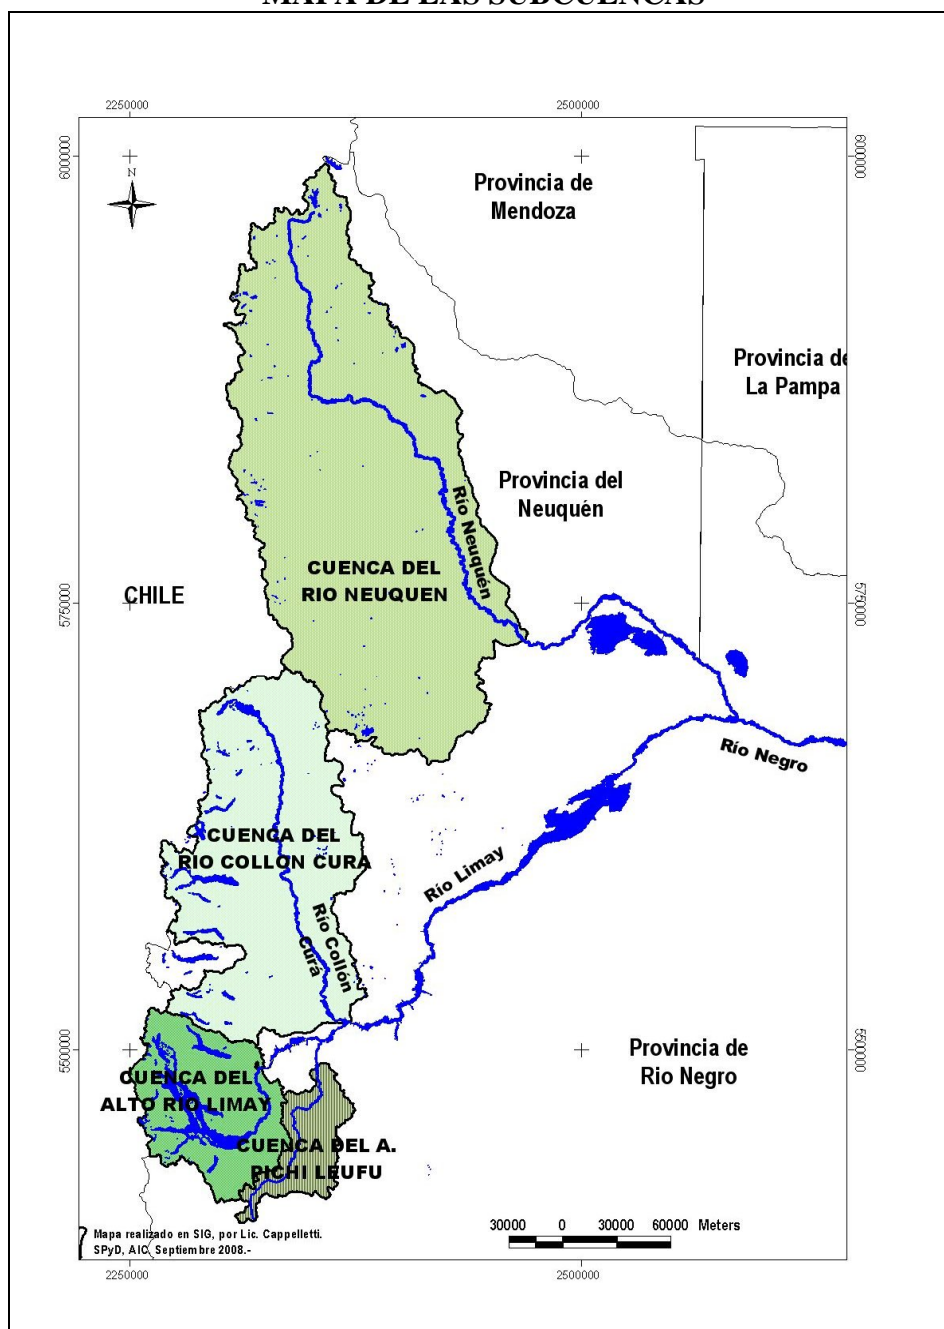 MAPA DE LAS SUBCUENCAS
2250000
2500000
6000000
6000000
N
Provincia de
Mendoza
Provincia de
La Pampa
Provincia del
Neuquén
Río Neuquén
CUENCA DEL
RIO NEUQUEN
CHILE
5750000
5750000
Río Negro
CUENCA DEL
RIO COLLON CURA
Río Limay
Río Collón
Curá
5500000
5500000
Provincia de
Rio Negro
CUENCA DEL
ALTO RIO LIMAY
CUENCA DEL A.
PICHI LEUFU
30000 0 30000 60000 Meters
Mapa realizado en SIG, por Lic. Cappelletti.
SPyD, AIC. Septiembre 2008.-
2250000
2500000